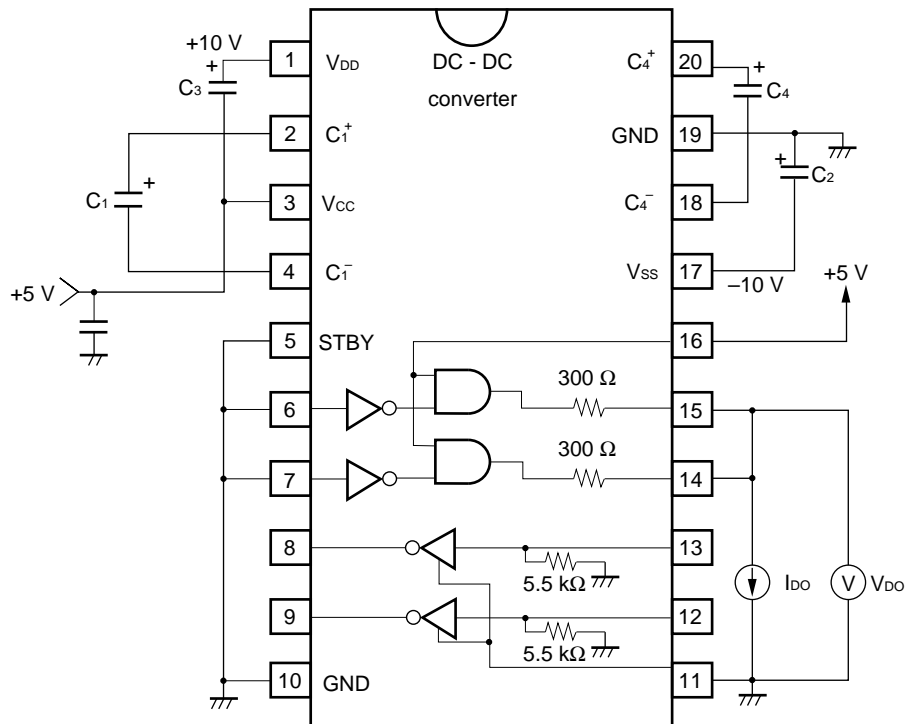 +10 V
1
VDD
DC - DC
converter
C4+
20
+
C3
+
C4
2
C1+
GND
19
+
C1
+
C2
3
VCC
C4−
18
4
C1−
VSS
17
–10 V
+5 V
+5 V
5
STBY
16
300 Ω
6
15
300 Ω
7
14
8
13
5.5 kΩ
IDO
V
VDO
9
12
5.5 kΩ
10
GND
11